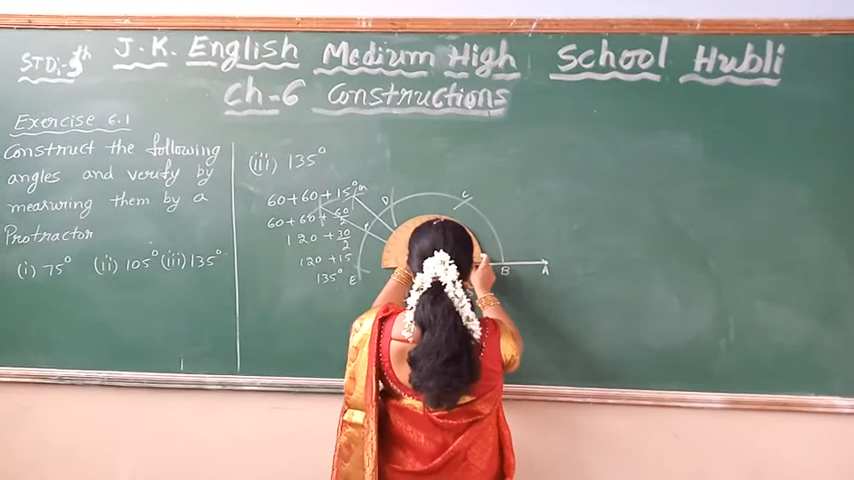 STD:- 9th
J.K. English Medium High School Hubli
Ch-6 Constructions
Exercise 6.1
Construct the following
angles and verify by
measuring them by a
Protractor
(i) 75° (ii) 105° (iii) 135°
(iii) 135°
60+60+15°
60+60+60/2
120+30/2
120+15
135°
D
C
E
B
A